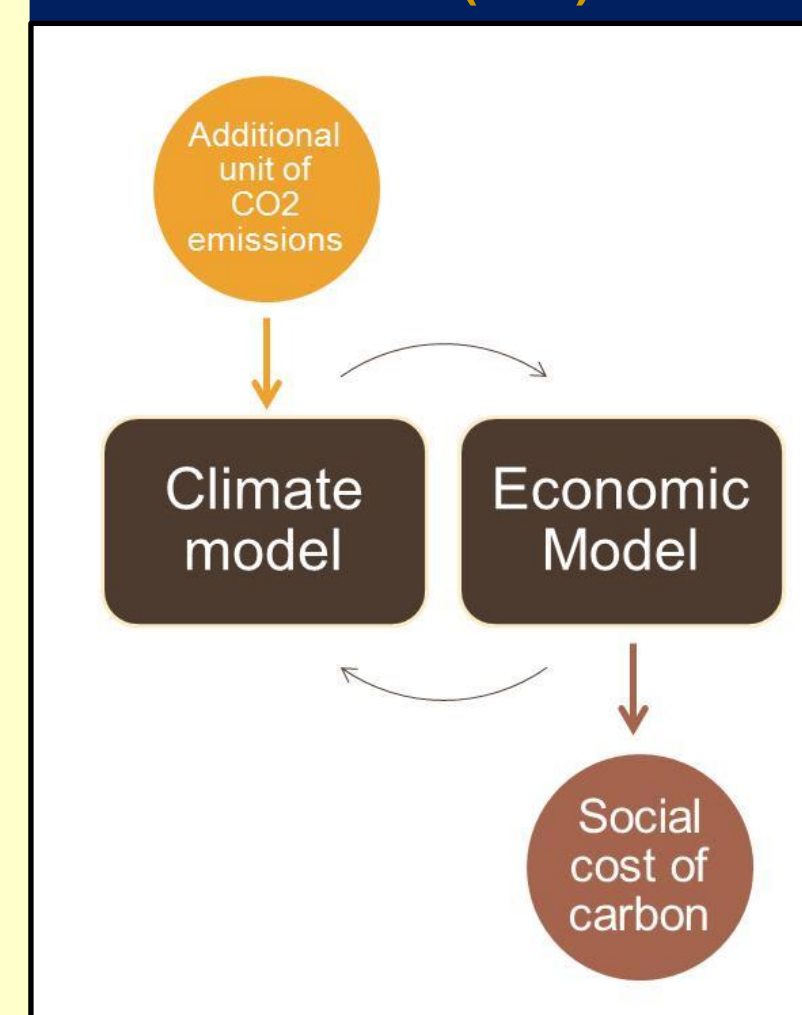 Additional
unit of
CO2
emissions
Climate
model
Economic
Model
Social
cost of
carbon